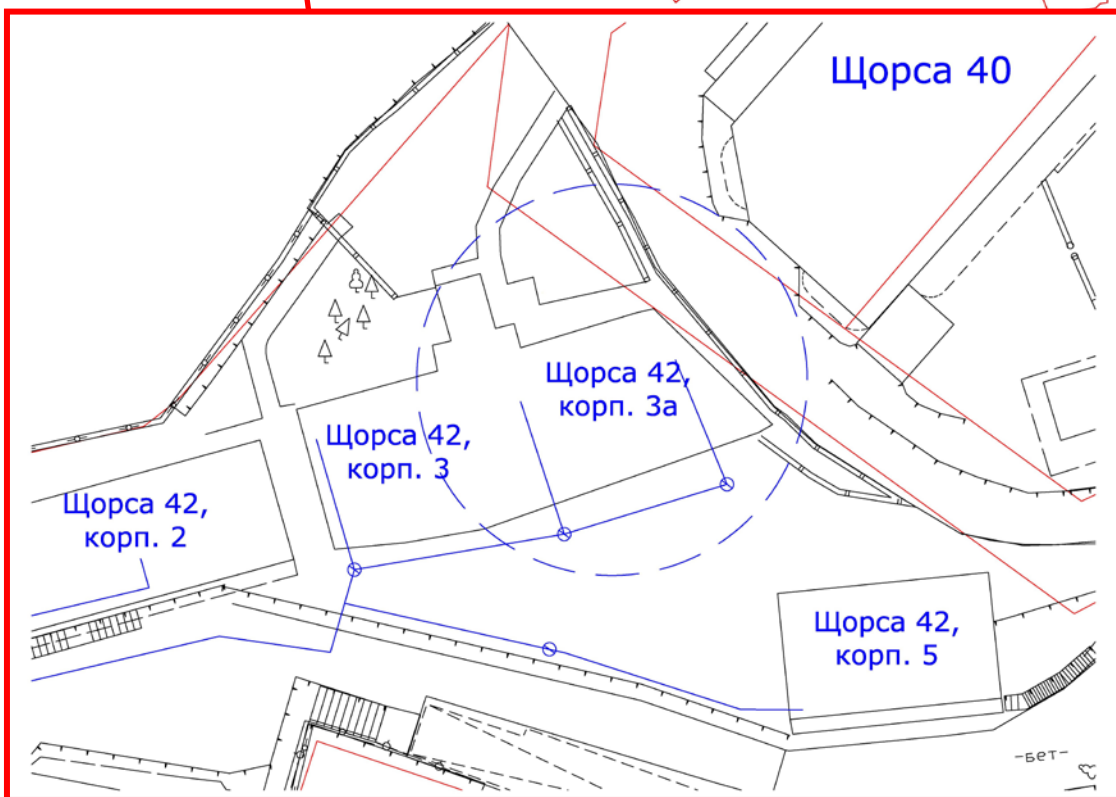 Щорса 40
Щорса 42,
корп. 3а
Щорса 42,
корп. 3
Щорса 42,
корп. 2
Щорса 42,
корп. 5
-бет-